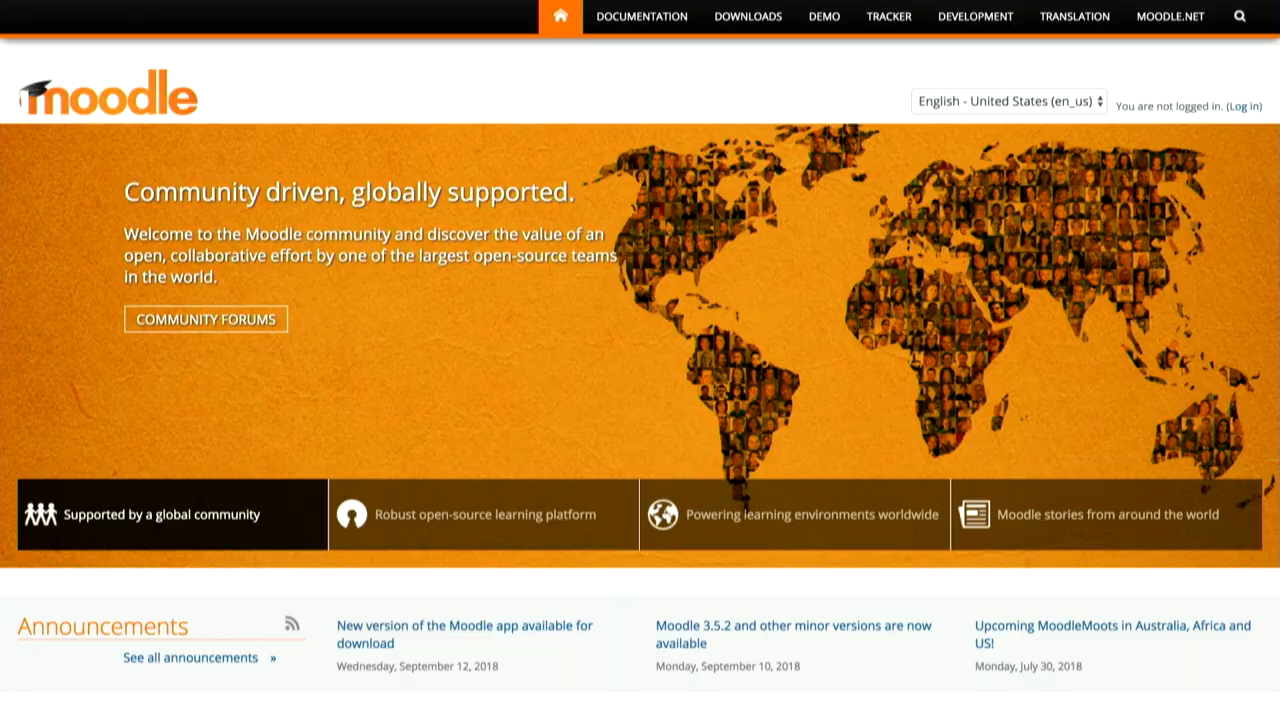 DOCUMENTATION DOWNLOADS DEMO TRACKER DEVELOPMENT TRANSLATION MOODLE.NET
moodle
English - United States (en_us)
You are not logged in. (Log in)
Community driven, globally supported.
Welcome to the Moodle community and discover the value of an
open, collaborative effort by one of the largest open-source teams
in the world.
COMMUNITY FORUMS
Supported by a global community
Robust open-source learning platform
Powering learning environments worldwide
Moodle stories from around the world
Announcements
See all announcements »
New version of the Moodle app available for
download
Wednesday, September 12, 2018
Moodle 3.5.2 and other minor versions are now
available
Monday, September 10, 2018
Upcoming MoodleMoots in Australia, Africa and
US!
Monday, July 30, 2018